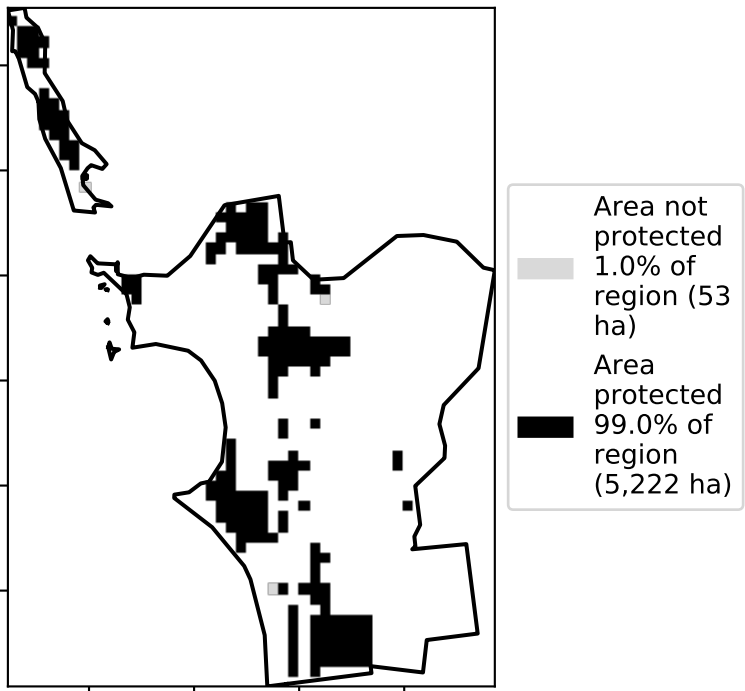 Area not
protected
1.0% of
region (53
ha)
Area
protected
99.0% of
region
(5,222 ha)